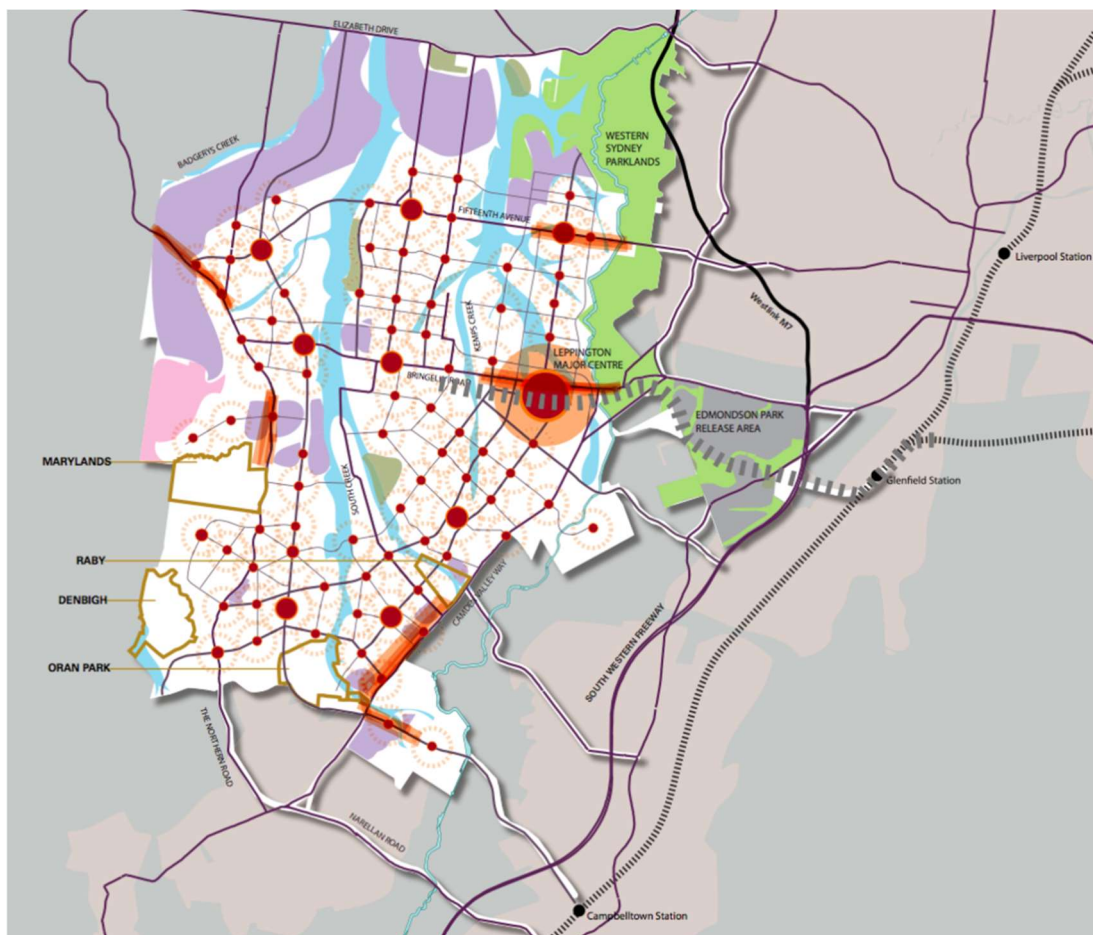 ELIZABETH DRIVE
BADGERYS CREEK
WESTERN
SYDNEY
PARKLANDS
FIFTEENTH AVENUE
Liverpool Station
Westlink M7
KEMPS CREEK
LEPPINGTON
MAJOR CENTRE
BRINGELLY ROAD
EDMONDSON PARK
RELEASE AREA
MARYLANDS
Glenfield Station
SOUTH CREEK
RABY
DENBIGH
CAMDEN VALLEY WAY
ORAN PARK
SOUTH WESTERN FREEWAY
THE NORTHERN ROAD
NARELLAN ROAD
Campbelltown Station